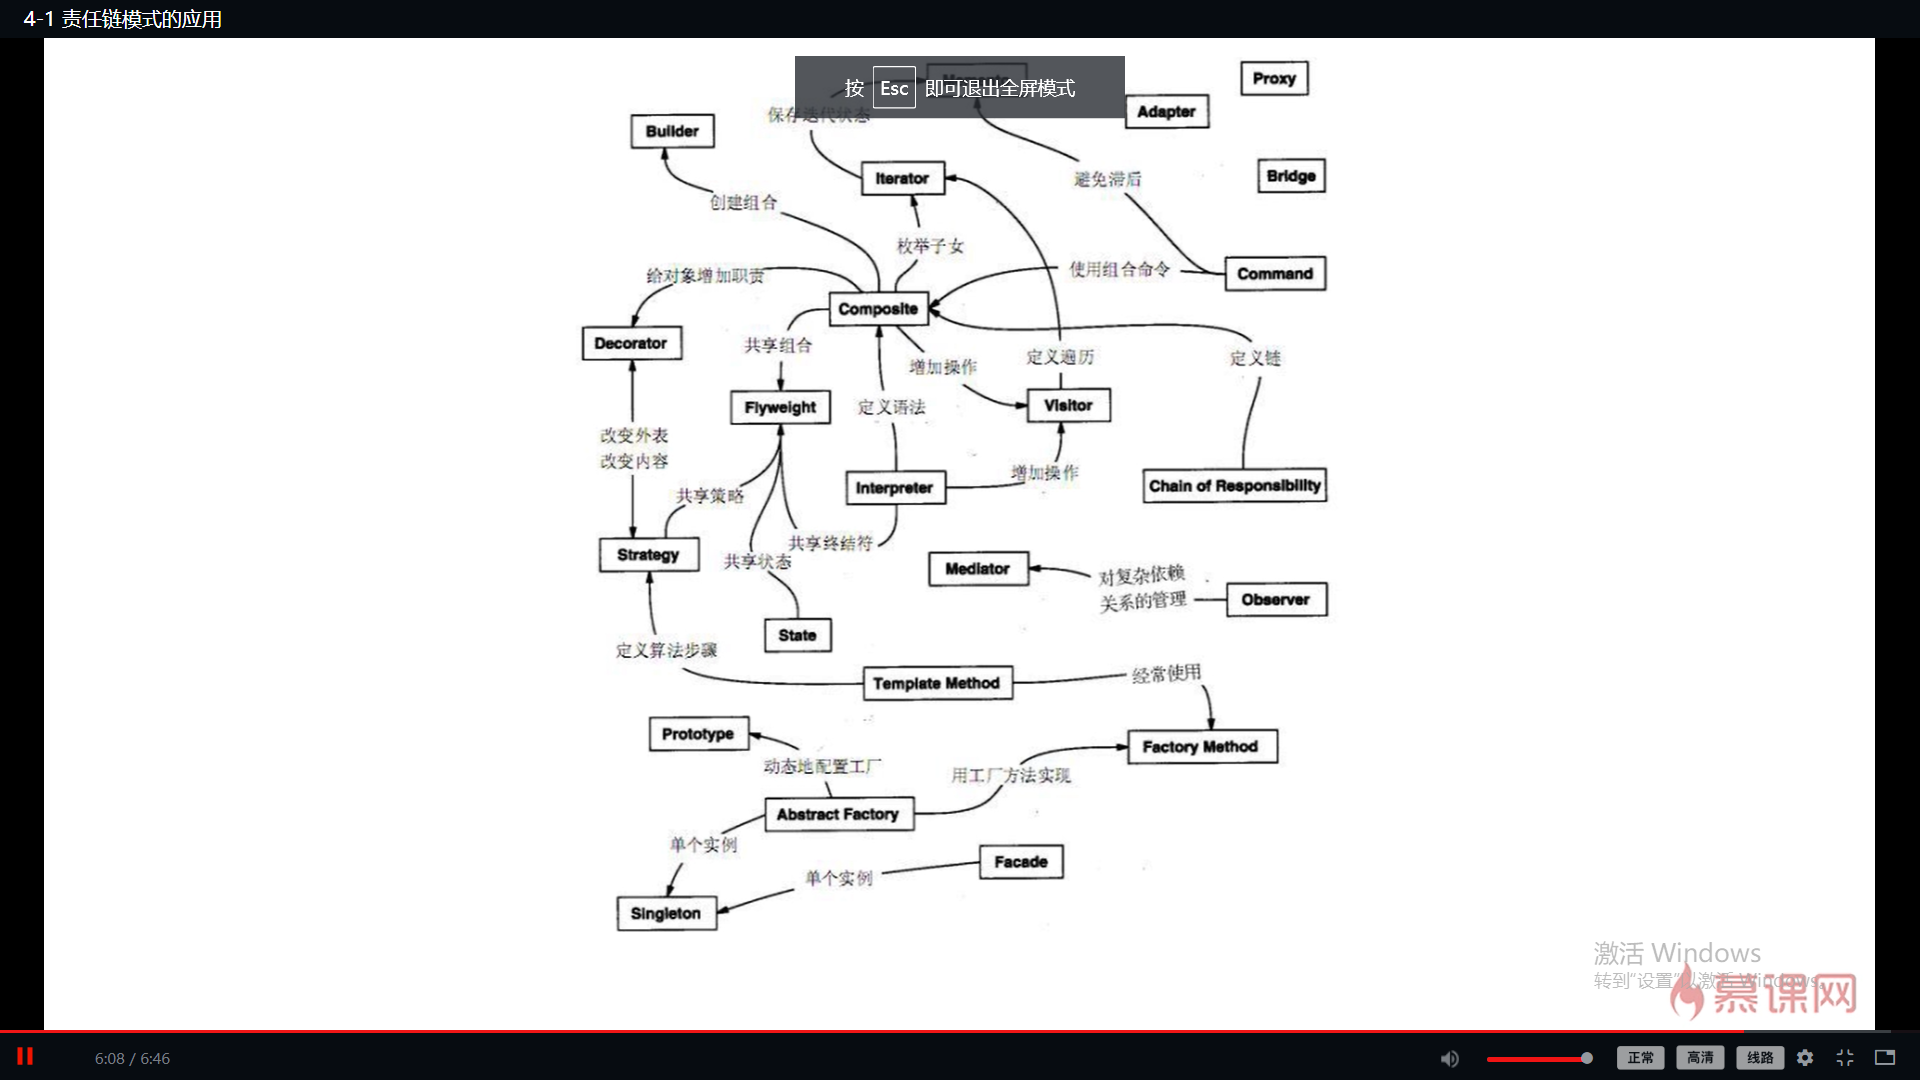 4-1 责任链模式的应用
按 Esc 即可退出全屏模式
Proxy
Adapter
保存迭代状态
Builder
Iterator
避免滞后
Bridge
创建组合
枚举子女
给对象增加职责
使用组合命令
Command
Composite
Decorator
共享组合
增加操作
定义遍历
定义链
Flyweight
定义语法
Visitor
改变外表
改变内容
增加操作
共享策略
Interpreter
Chain of Responsibility
共享终结符
Strategy
共享状态
Mediator
对复杂依赖
关系的管理
Observer
State
定义算法步骤
Template Method
经常使用
Prototype
Factory Method
动态地配置工厂
用工厂方法实现
Abstract Factory
单个实例
Facade
单个实例
Singleton
激活 Windows
转到"设置"以激活 Windows。
慕课网
6:08 / 6:46
正常
高清
线路